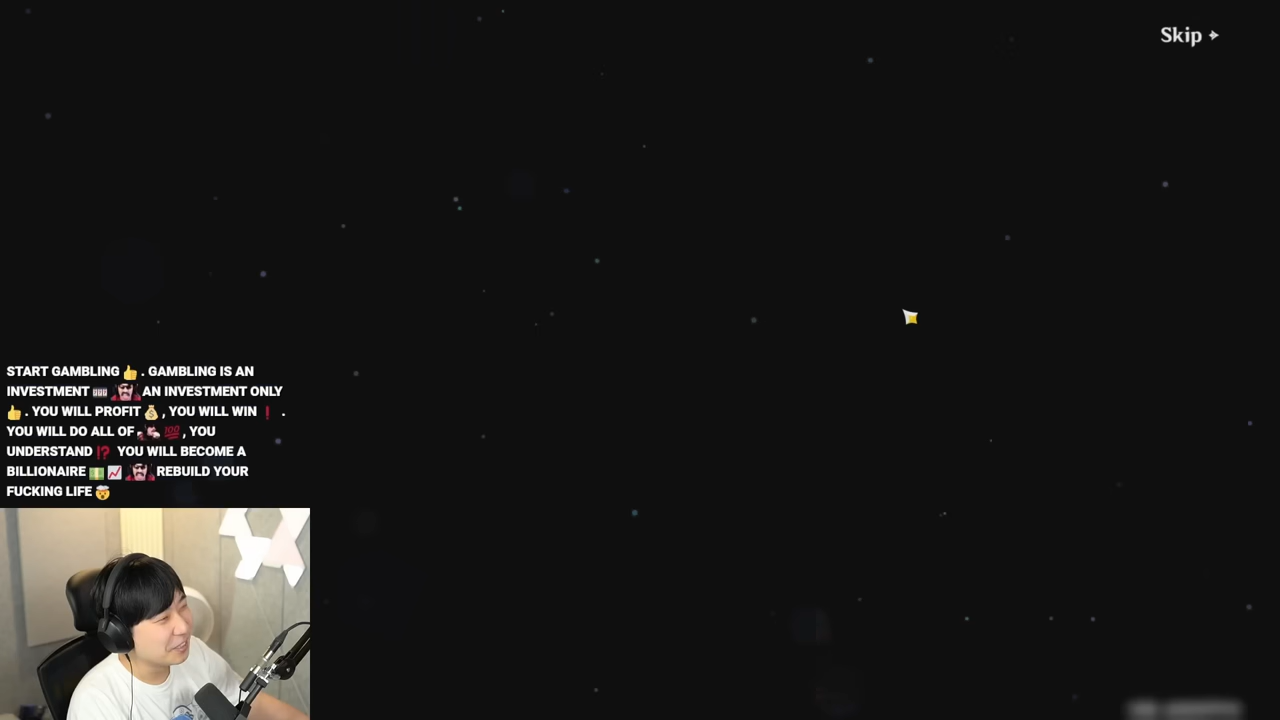 Skip
START GAMBLING 👍 . GAMBLING IS AN
INVESTMENT 🎰 AN INVESTMENT ONLY
👍 . YOU WILL PROFIT 💰 , YOU WILL WIN ❗ .
YOU WILL DO ALL OF 💯 , YOU
UNDERSTAND ⁉️ YOU WILL BECOME A
BILLIONAIRE 💵 📈 REBUILD YOUR
FUCKING LIFE 🤯